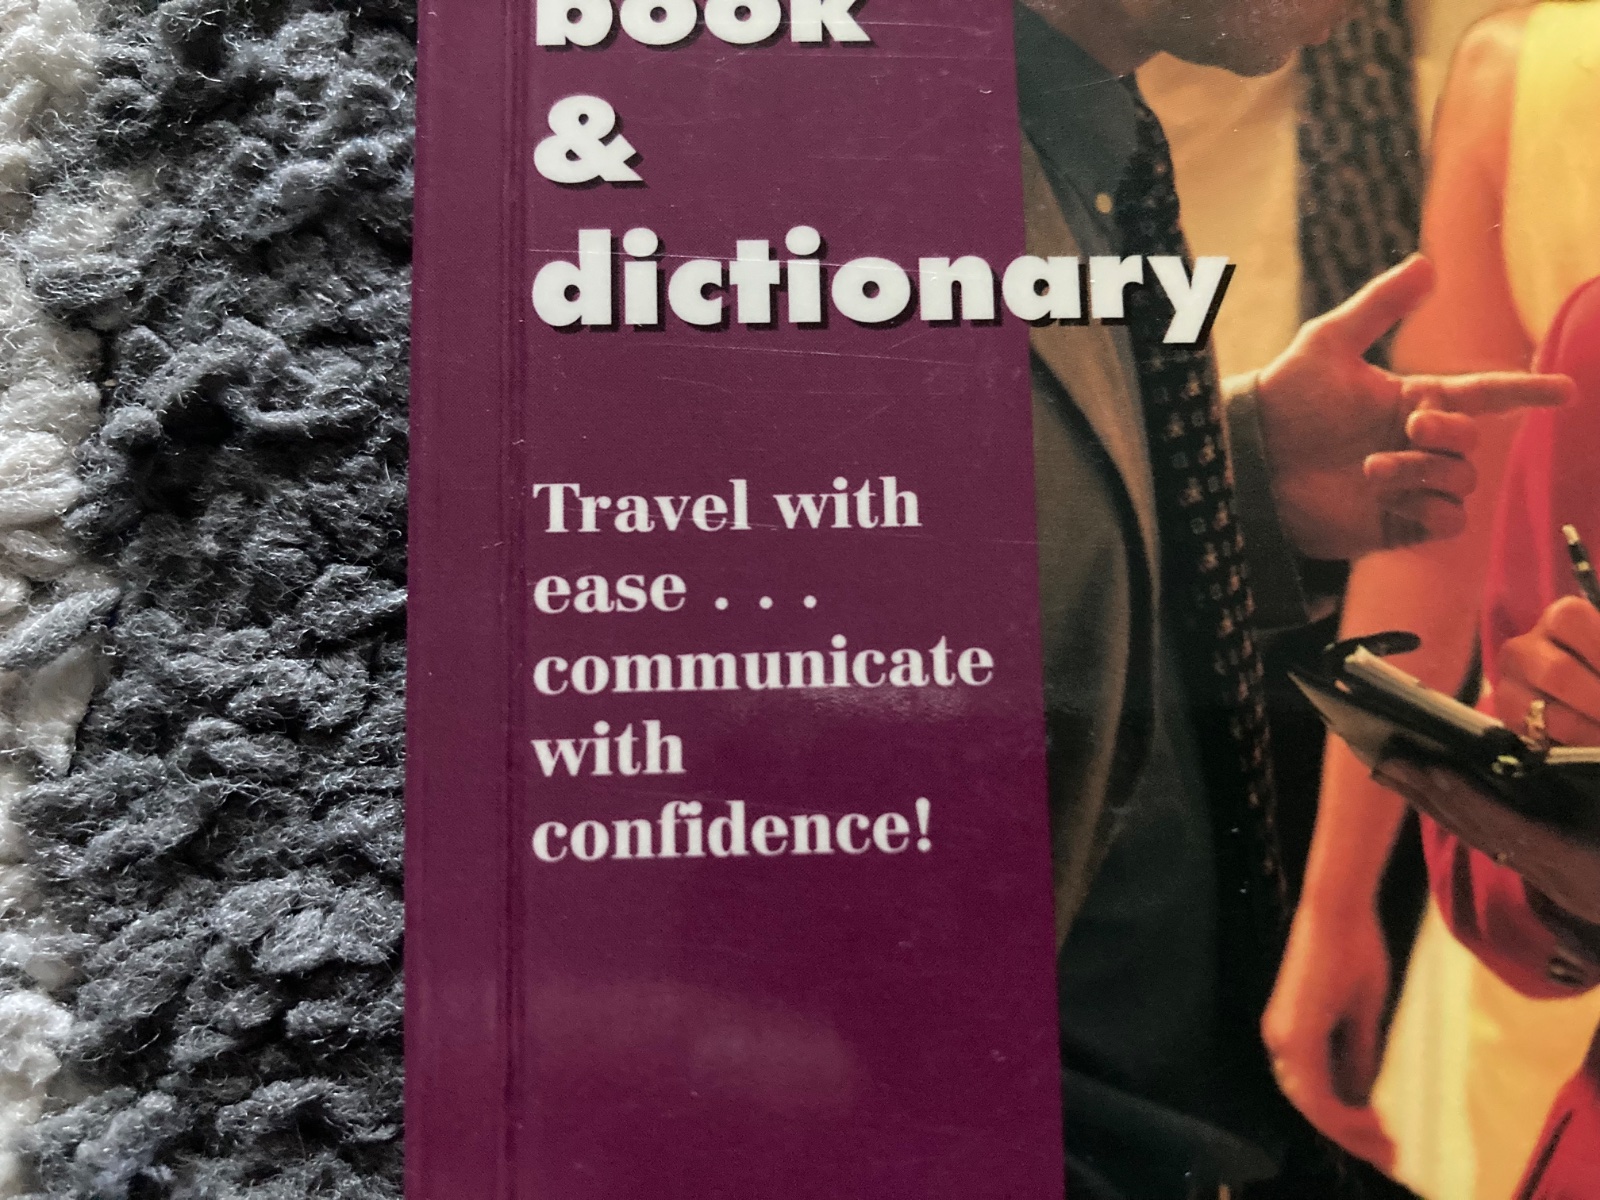 book
&
dictionary
Travel with
ease . . .
communicate
with
confidence!